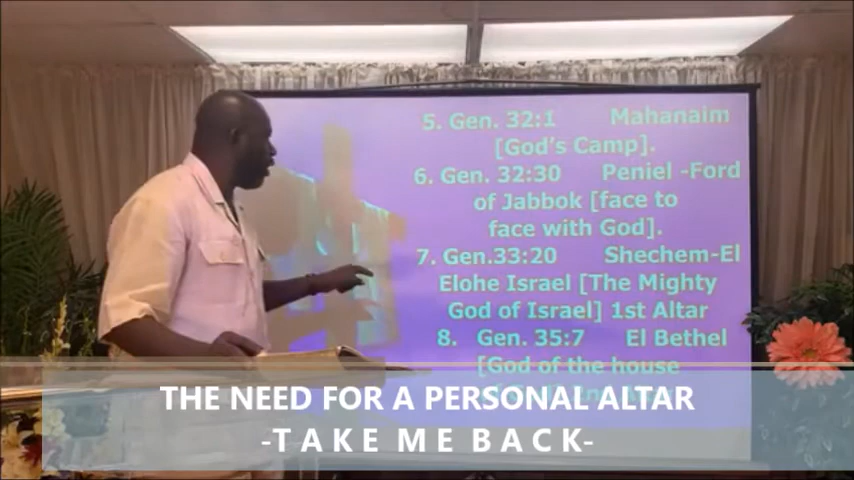 5. Gen. 32:1 Mahanaim
[God's Camp].
6. Gen. 32:30 Peniel -Ford
of Jabbok [face to
face with God].
7. Gen.33:20 Shechem-El
Elohe Israel [The Mighty
God of Israel] 1st Altar
8. Gen. 35:7 El Bethel
[God of the house
THE NEED FOR A PERSONAL ALTAR
-TAKE ME BACK-